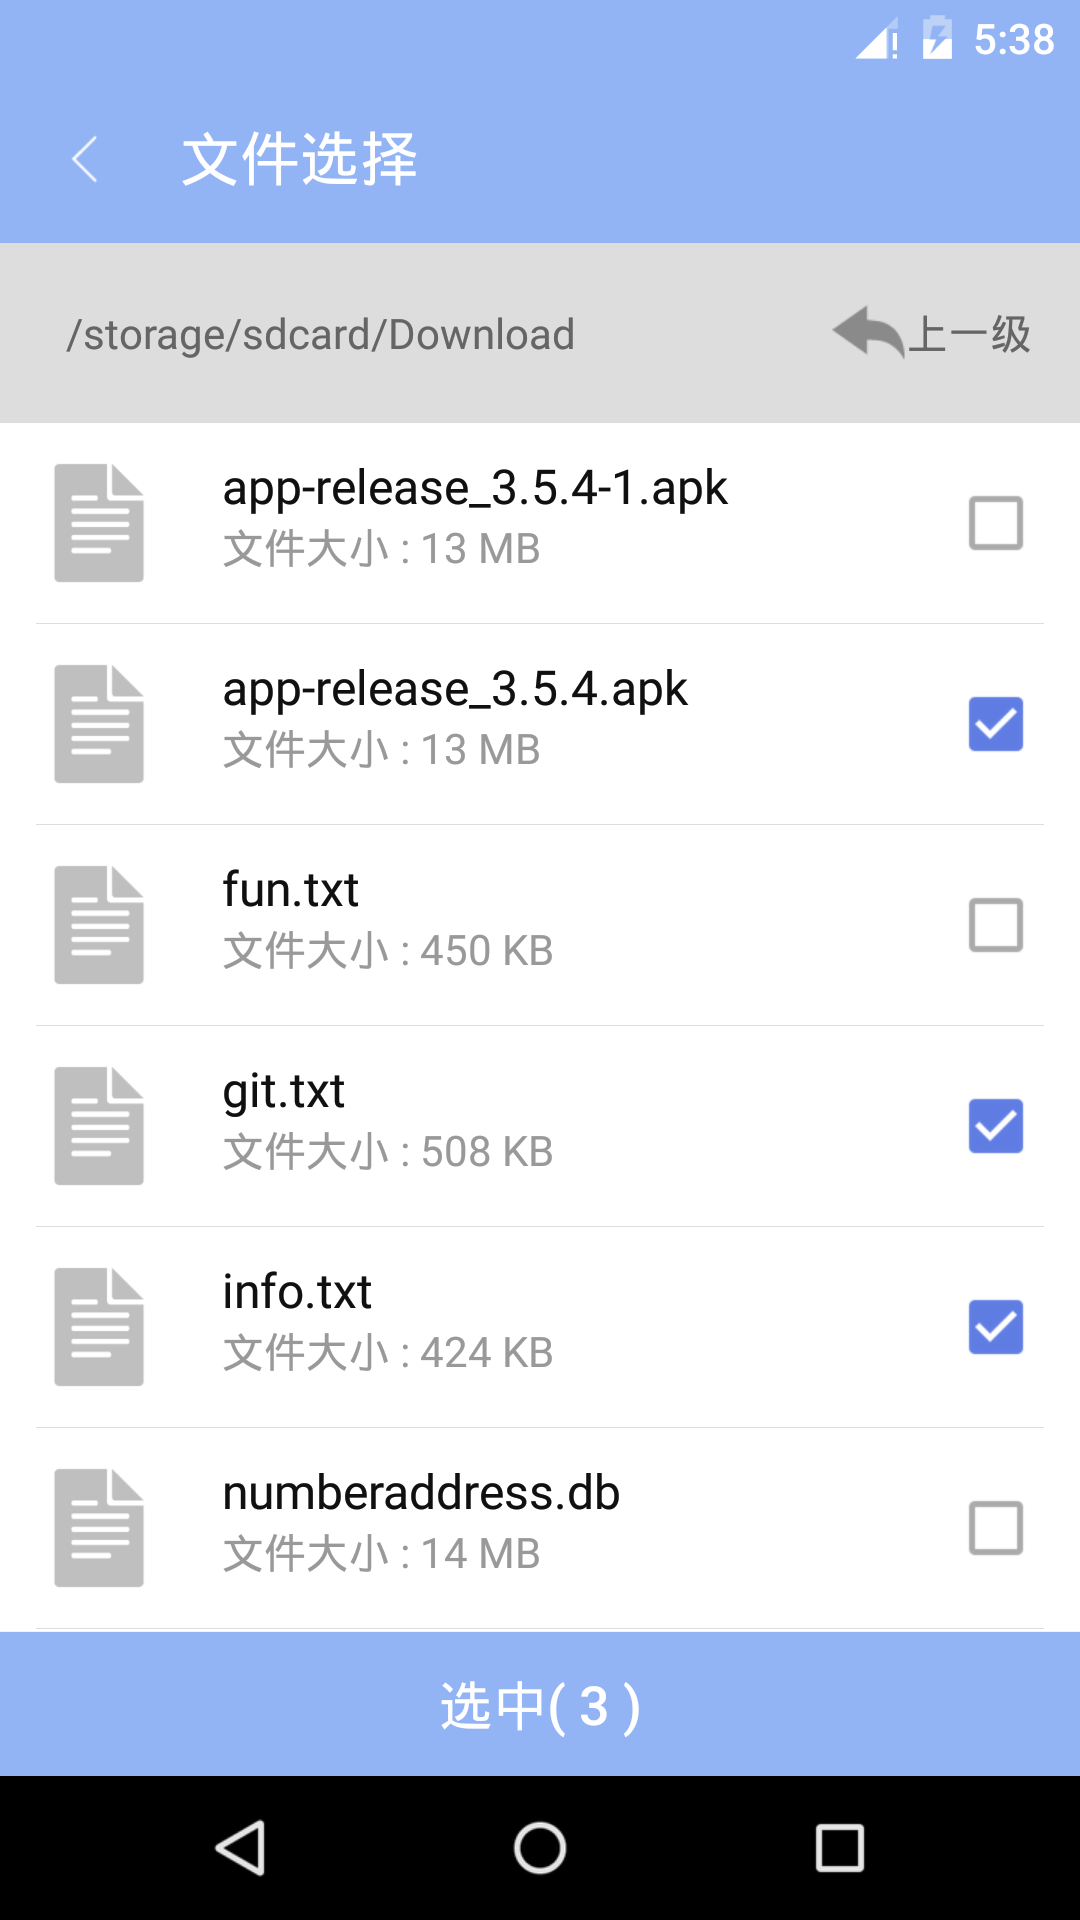 5:38
文件选择
/storage/sdcard/Download
上一级
app-release_3.5.4-1.apk
文件大小 : 13 MB
app-release_3.5.4.apk
文件大小 : 13 MB
fun.txt
文件大小 : 450 KB
git.txt
文件大小 : 508 KB
info.txt
文件大小 : 424 KB
numberaddress.db
文件大小 : 14 MB
选中( 3 )